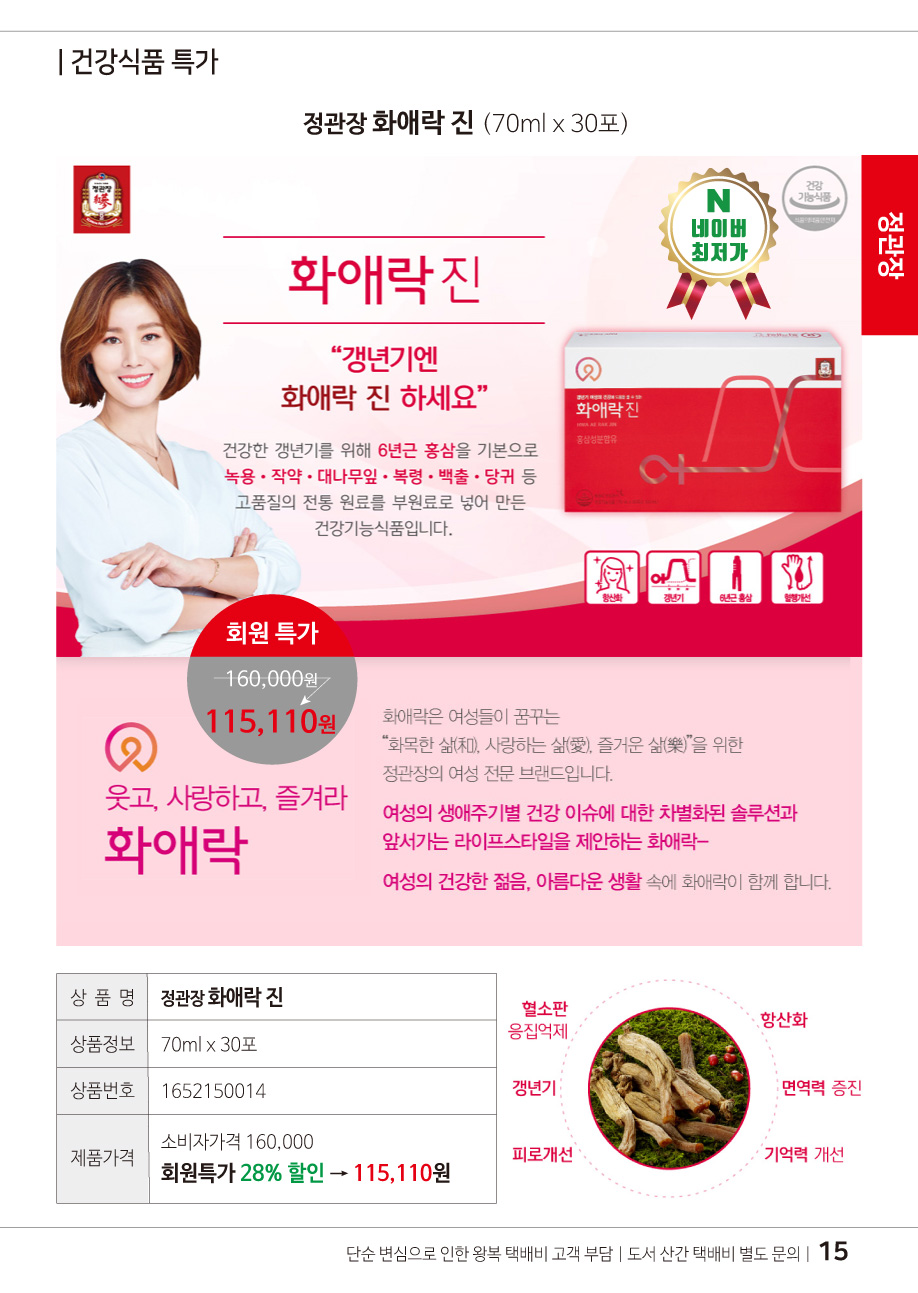 | 건강식품 특가
정관장 화애락 진 (70ml x 30포)
정관장
정관장
N
네이버
최저가
건강
기능식품
화애락진
“갱년기엔
화애락 진 하세요”
건강한 갱년기를 위해 6년근 홍삼을 기본으로
녹용 • 작약 • 대나무잎 • 복령 • 백출 • 당귀 등
고품질의 전통 원료를 부원료로 넣어 만든
건강기능식품입니다.
화애락진
홍삼성분함유
항산화
갱년기
6년근 홍삼
혈행개선
회원 특가
160,000원
115,110원
웃고, 사랑하고, 즐겨라
화애락
화애락은 여성들이 꿈꾸는
“화목한 삶(和), 사랑하는 삶(愛), 즐거운 삶(樂)”을 위한
정관장의 여성 전문 브랜드입니다.
여성의 생애주기별 건강 이슈에 대한 차별화된 솔루션과
앞서가는 라이프스타일을 제안하는 화애락–
여성의 건강한 젊음, 아름다운 생활 속에 화애락이 함께 합니다.
상 품 명 정관장 화애락 진
상품정보 70ml x 30포
상품번호 1652150014
제품가격 소비자가격 160,000
회원특가 28% 할인 → 115,110원
혈소판
응집억제
갱년기
피로개선
항산화
면역력 증진
기억력 개선
단순 변심으로 인한 왕복 택배비 고객 부담 | 도서 산간 택배비 별도 문의 | 15